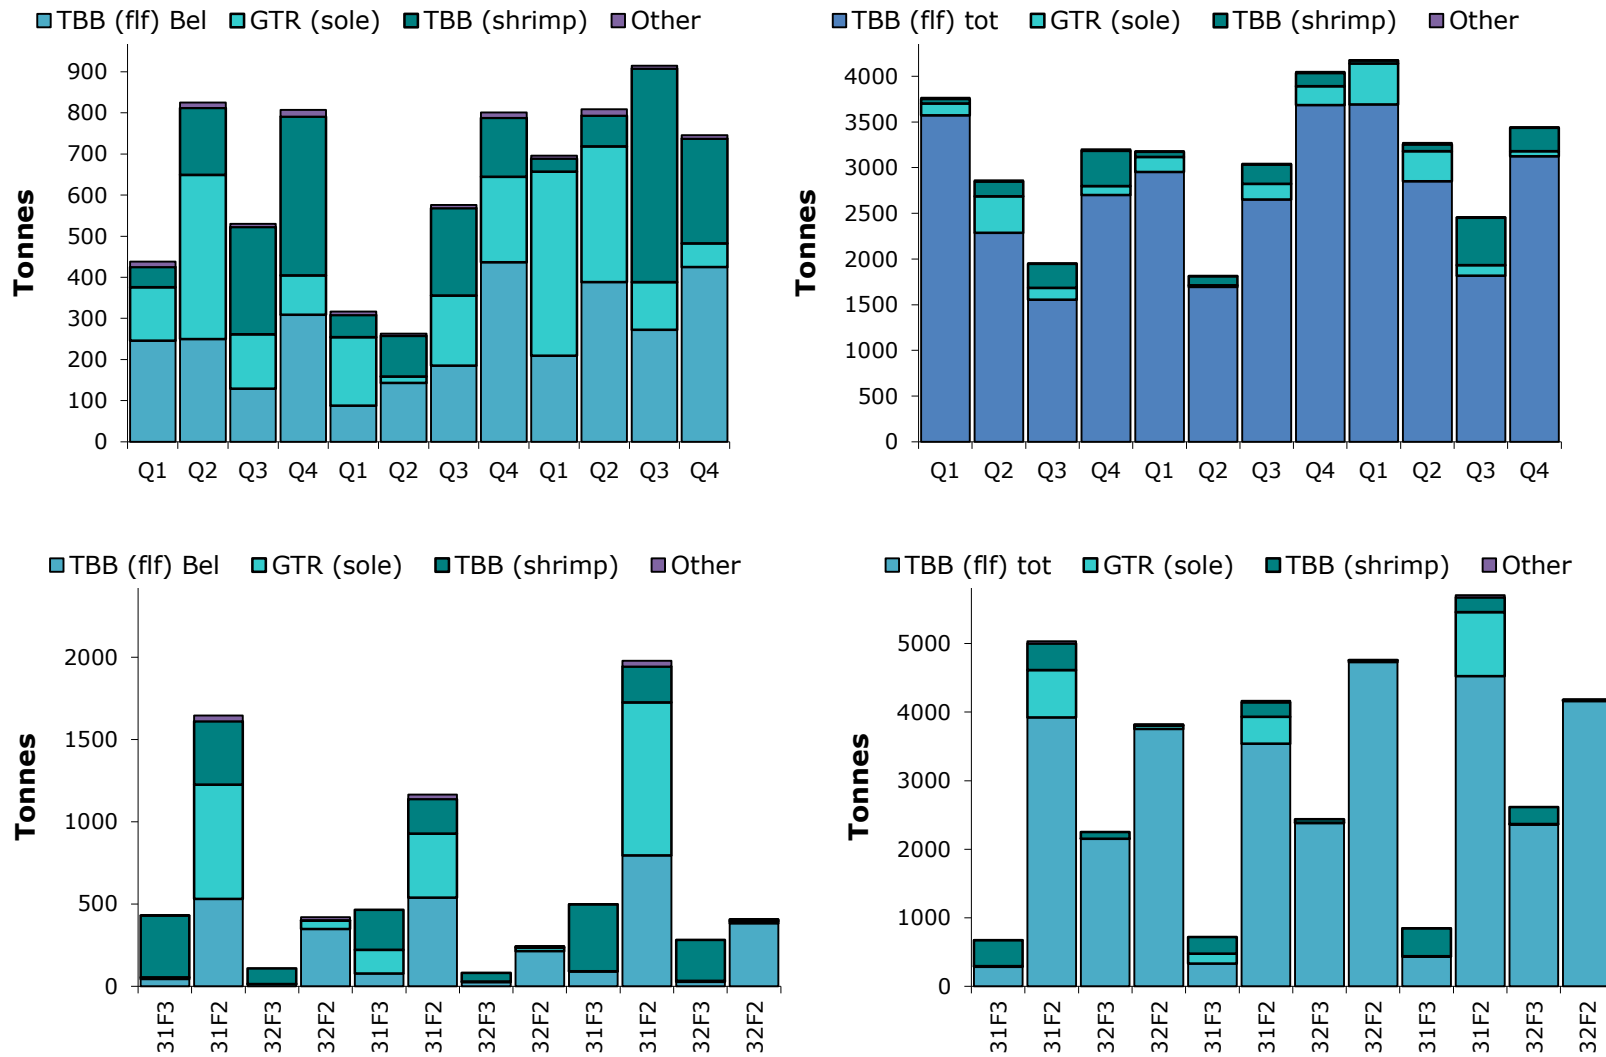 TBB (flf) Bel GTR (sole) TBB (shrimp) Other
Tonnes
900
800
700
600
500
400
300
200
100
0
Q1 Q2 Q3 Q4 Q1 Q2 Q3 Q4 Q1 Q2 Q3 Q4
TBB (flf) tot GTR (sole) TBB (shrimp) Other
Tonnes
4000
3500
3000
2500
2000
1500
1000
500
0
Q1 Q2 Q3 Q4 Q1 Q2 Q3 Q4 Q1 Q2 Q3 Q4
TBB (flf) Bel GTR (sole) TBB (shrimp) Other
Tonnes
2000
1500
1000
500
0
31F3 31F2 32F3 32F2 31F3 31F2 32F3 32F2 31F3 31F2 32F3 32F2
TBB (flf) tot GTR (sole) TBB (shrimp) Other
Tonnes
5000
4000
3000
2000
1000
0
31F3 31F2 32F3 32F2 31F3 31F2 32F3 32F2 31F3 31F2 32F3 32F2